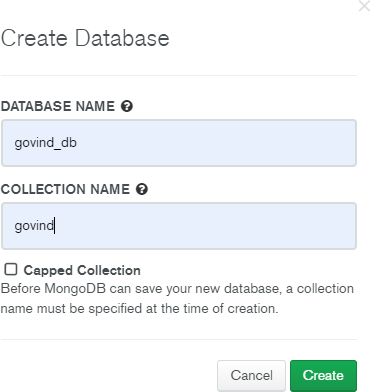 Create Database
DATABASE NAME
govind_db
COLLECTION NAME
govind
Capped Collection
Before MongoDB can save your new database, a collection
name must be specified at the time of creation.
Cancel
Create